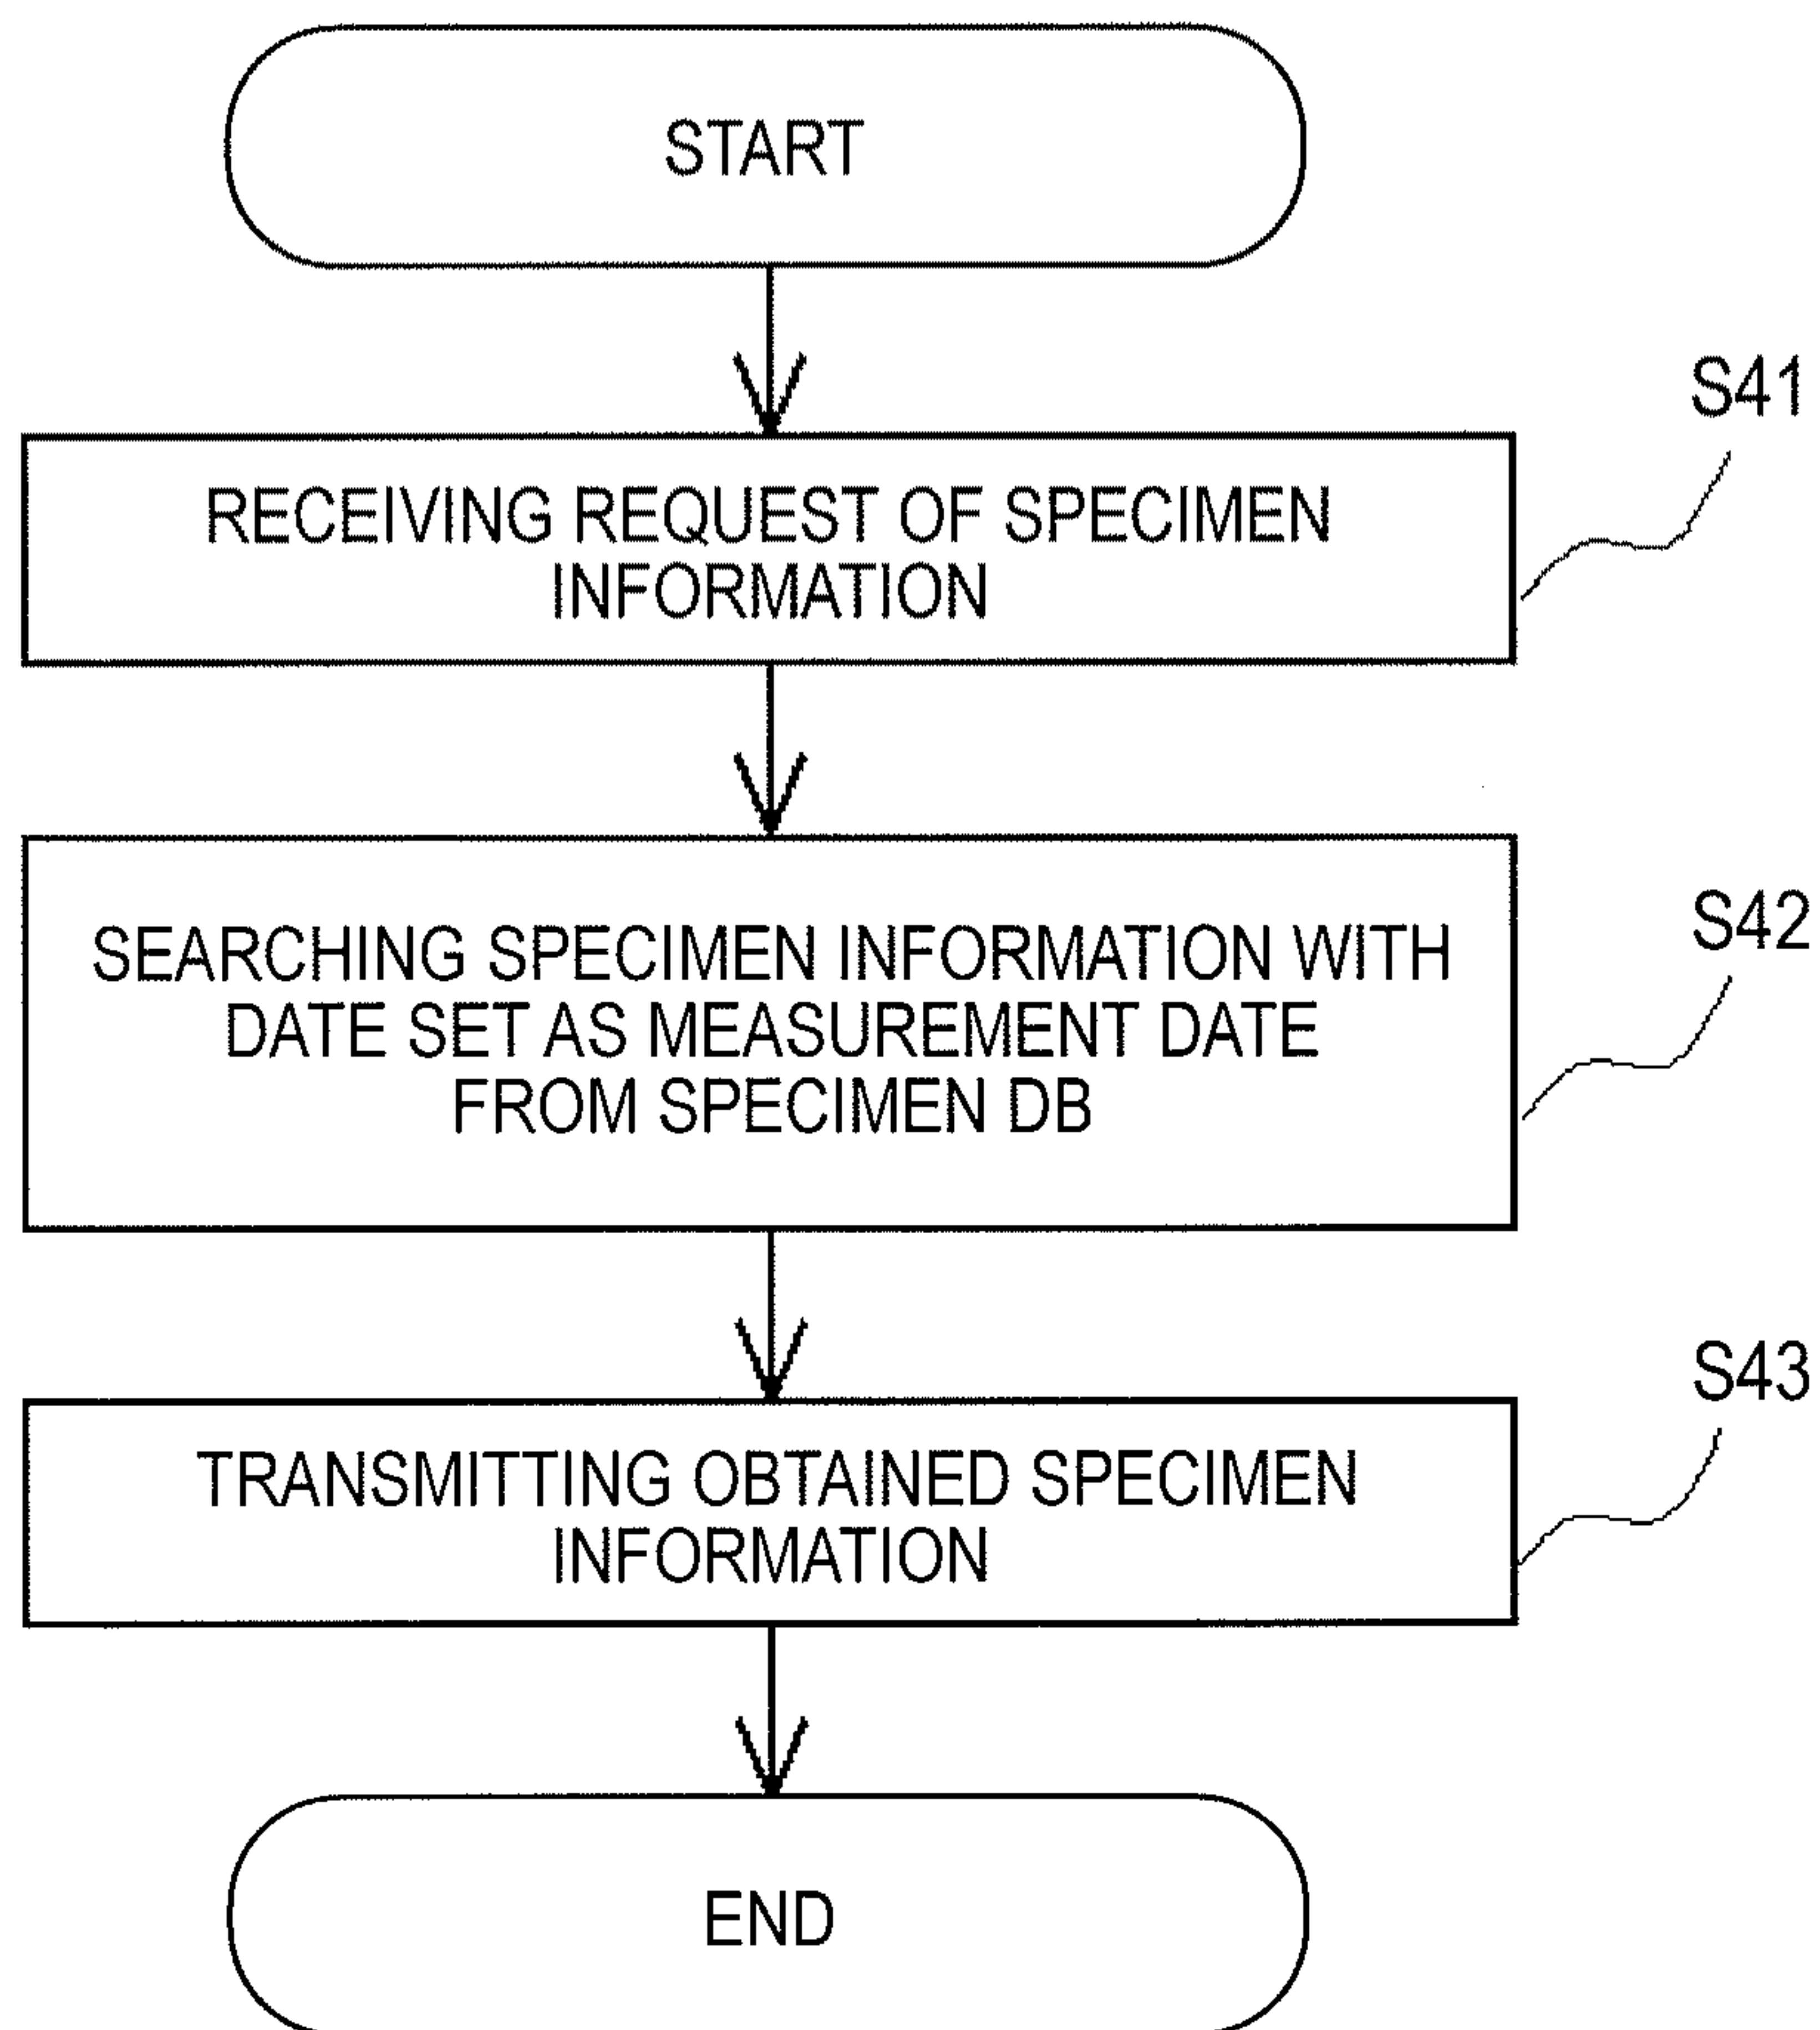 START
S41
RECEIVING REQUEST OF SPECIMEN
INFORMATION
S42
SEARCHING SPECIMEN INFORMATION WITH
DATE SET AS MEASUREMENT DATE
FROM SPECIMEN DB
S43
TRANSMITTING OBTAINED SPECIMEN
INFORMATION
END